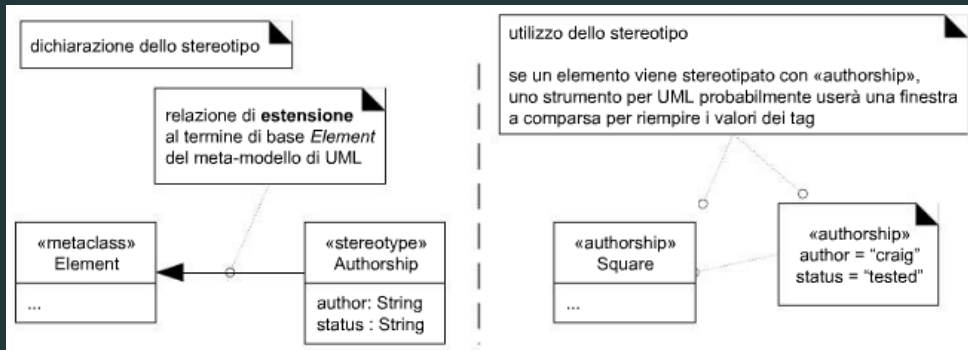 dichiarazione dello stereotipo
relazione di estensione
al termine di base Element
del meta-modello di UML
«metaclass»
Element
...
«stereotype»
Authorship
author: String
status : String
utilizzo dello stereotipo
se un elemento viene stereotipato con «authorship»,
uno strumento per UML probabilmente userà una finestra
a comparsa per riempire i valori dei tag
«authorship»
Square
...
«authorship»
author = “craig”
status = “tested”